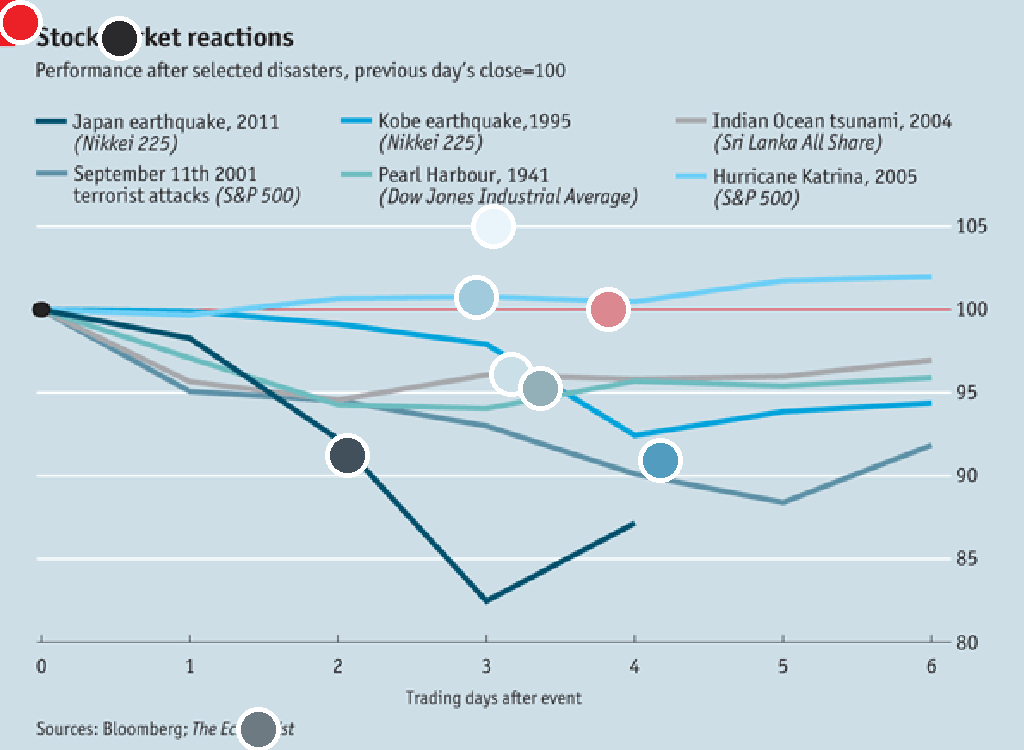 Stock reactions
Performance after selected disasters, previous day's close=100
Japan earthquake, 2011
(Nikkei 225)
Kobe earthquake,1995
(Nikkei 225)
Indian Ocean tsunami, 2004
(Sri Lanka All Share)
September 11th 2001
terrorist attacks (S&P 500)
Pearl Harbour, 1941
(Dow Jones Industrial Average)
Hurricane Katrina, 2005
(S&P 500)
105
100
95
90
85
80
0 1 2 3 4 5 6
Trading days after event
Sources: Bloomberg; The